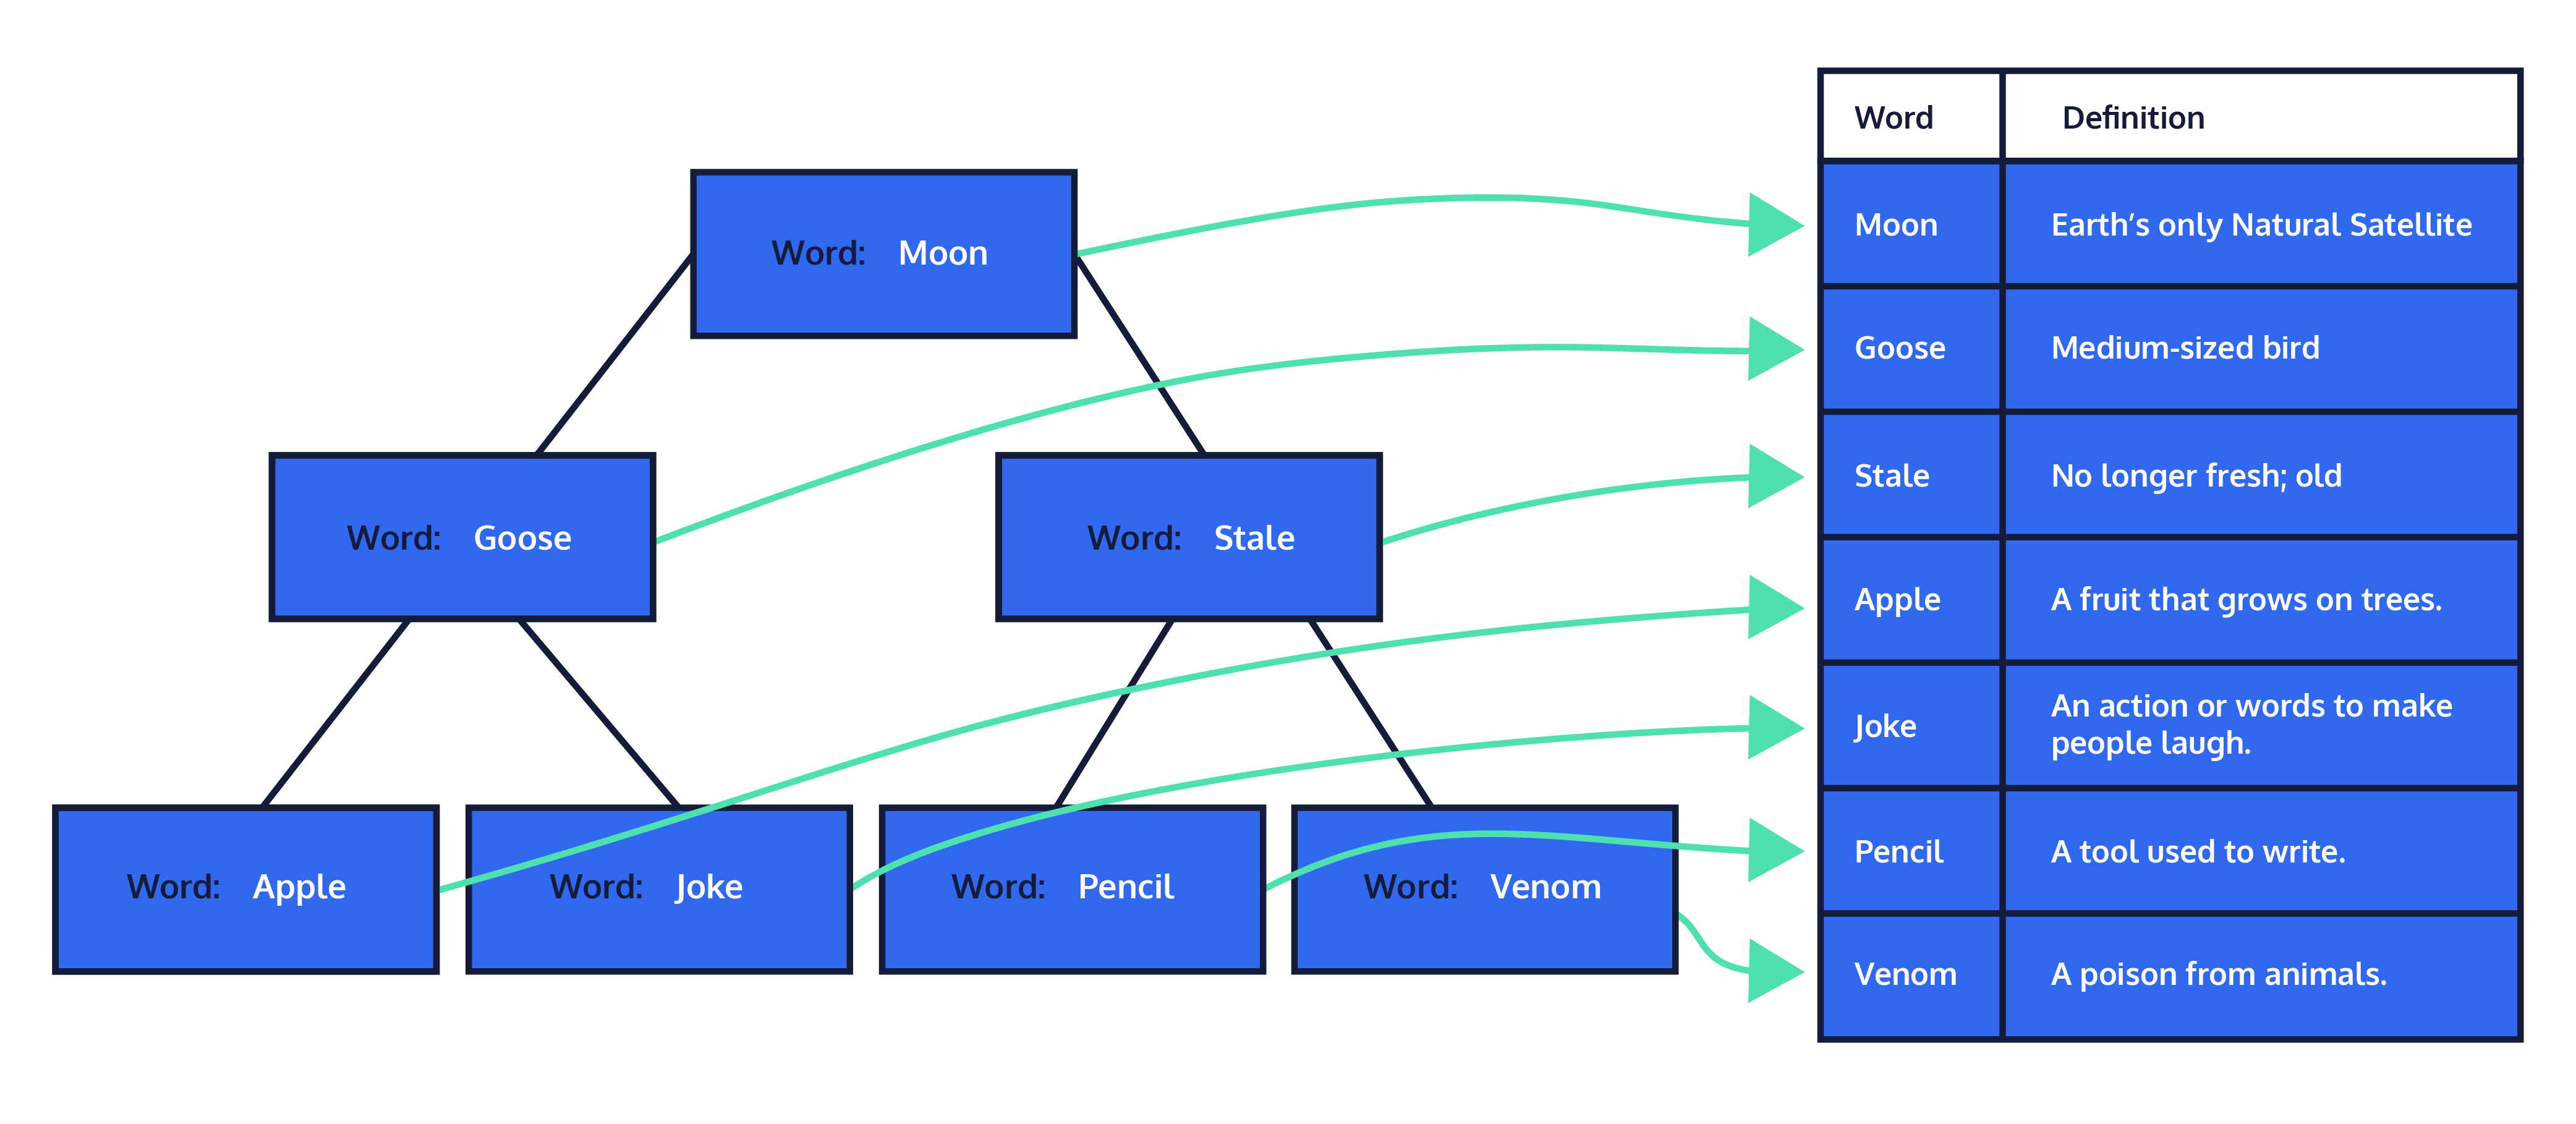 Word: Moon
Word: Goose
Word: Stale
Word: Apple
Word: Joke
Word: Pencil
Word: Venom
Word Definition
Moon Earth’s only Natural Satellite
Goose Medium-sized bird
Stale No longer fresh; old
Apple A fruit that grows on trees.
Joke An action or words to make
people laugh.
Pencil A tool used to write.
Venom A poison from animals.